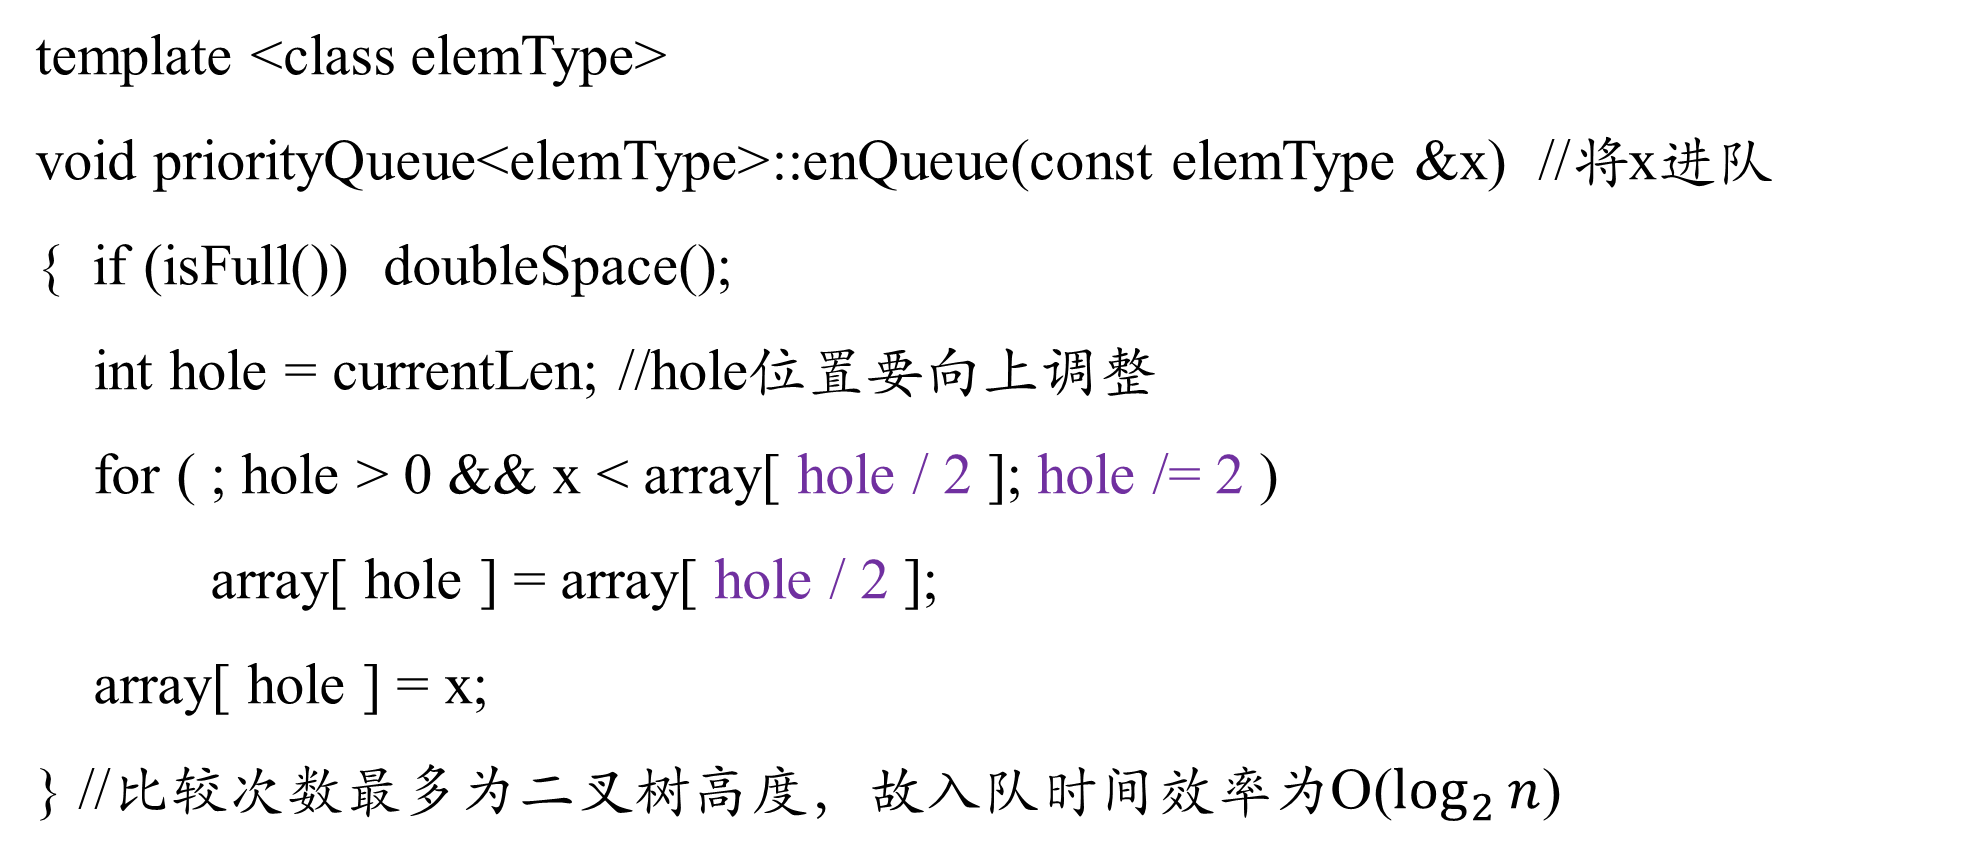 template <class elemType>
void priorityQueue<elemType>::enQueue(const elemType &x)  //将x进队
{  if (isFull())  doubleSpace();
int hole = currentLen; //hole位置要向上调整
for ( ; hole > 0 && x < array[ hole / 2 ]; hole /= 2 )
array[ hole ] = array[ hole / 2 ];
array[ hole ] = x;
} //比较次数最多为二叉树高度，故入队时间效率为O(log₂ n)